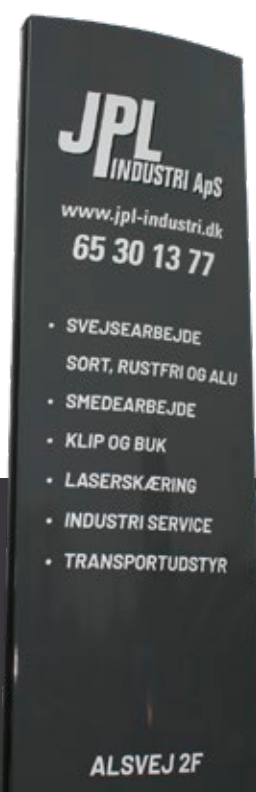 JPL
INDUSTRI ApS
www.jpl-industri.dk
65 30 13 77
• SVEJSEARBEJDE
SORT, RUSTFRI OG ALU
• SMEDEARBEJDE
• KLIP OG BUK
• LASERSKÆRING
• INDUSTRI SERVICE
• TRANSPORTUDSTYR
ALSVEJ 2F